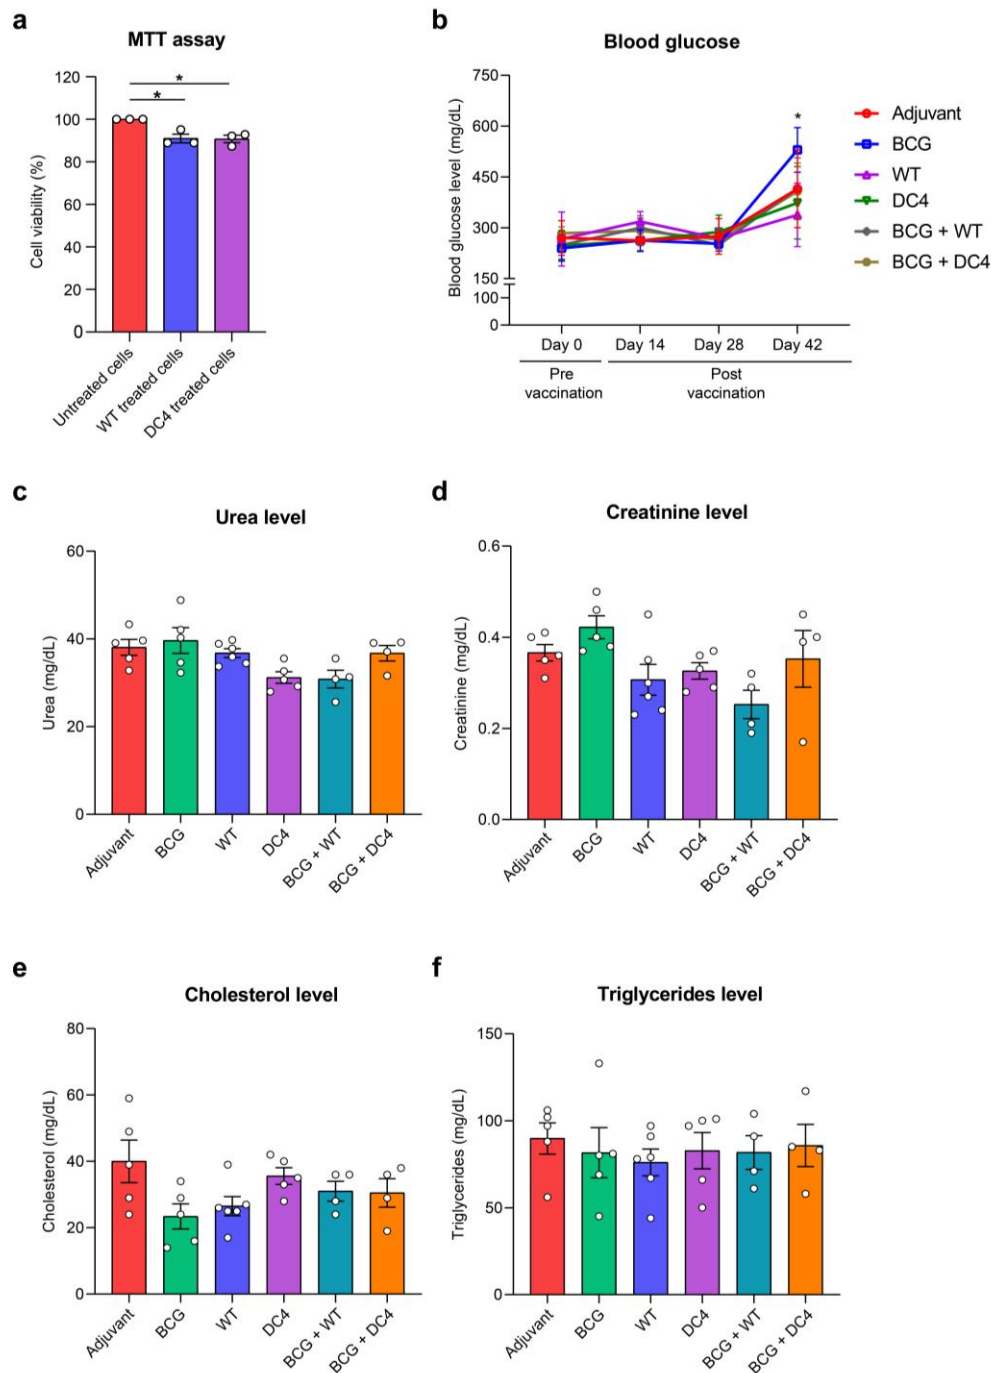 a
MTT assay
120
100
80
60
40
20
0
Cell viability (%)
*
*
Untreated cells
WT treated cells
DC4 treated cells
b
Blood glucose
750
600
450
300
150
100
0
Blood glucose level (mg/dL)
*
Day 0
Day 14
Day 28
Day 42
Pre
vaccination
Post
vaccination
Adjuvant
BCG
WT
DC4
BCG + WT
BCG + DC4
c
Urea level
60
40
20
0
Urea (mg/dL)
Adjuvant
BCG
WT
DC4
BCG + WT
BCG + DC4
d
Creatinine level
0.6
0.4
0.2
0.0
Creatinine (mg/dL)
Adjuvant
BCG
WT
DC4
BCG + WT
BCG + DC4
e
Cholesterol level
80
60
40
20
0
Cholesterol (mg/dL)
Adjuvant
BCG
WT
DC4
BCG + WT
BCG + DC4
f
Triglycerides level
150
100
50
0
Triglycerides (mg/dL)
Adjuvant
BCG
WT
DC4
BCG + WT
BCG + DC4